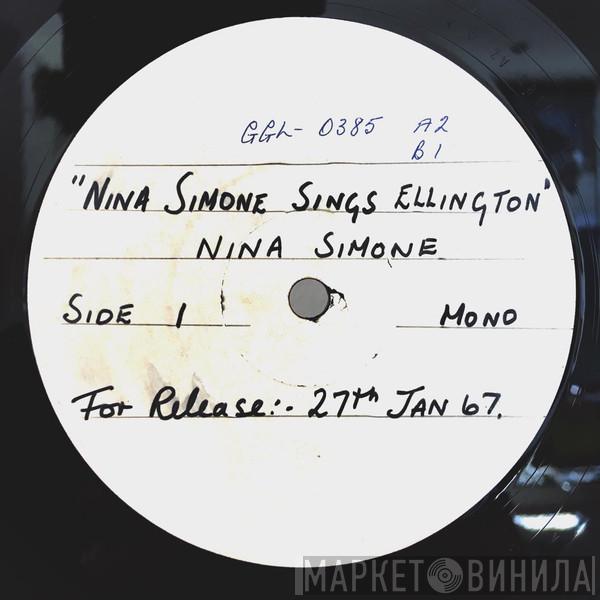 GGL- 0385 A2
B1
"NINA SIMONE SINGS ELLINGTON"
NINA SIMONE
SIDE 1 MONO
For Release:- 27th JAN 67.
МАРКЕТ ВИНИЛА